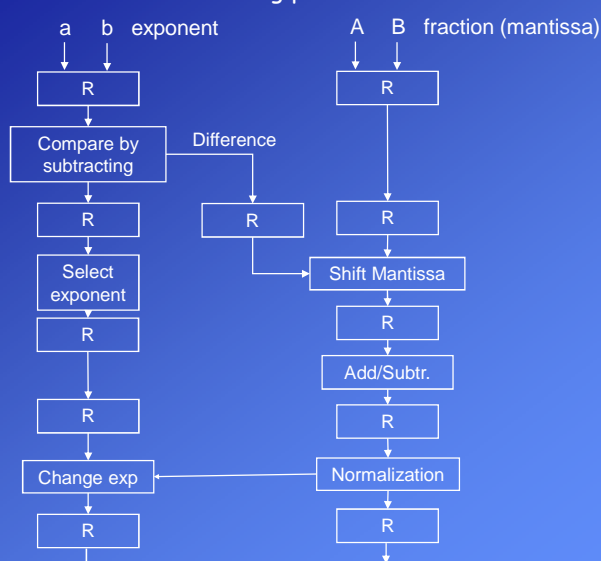 a b exponent
A B fraction (mantissa)
R
R
Compare by
subtracting
Difference
R
R
R
Select
exponent
Shift Mantissa
R
R
Add/Subtr.
R
R
Change exp
Normalization
R
R